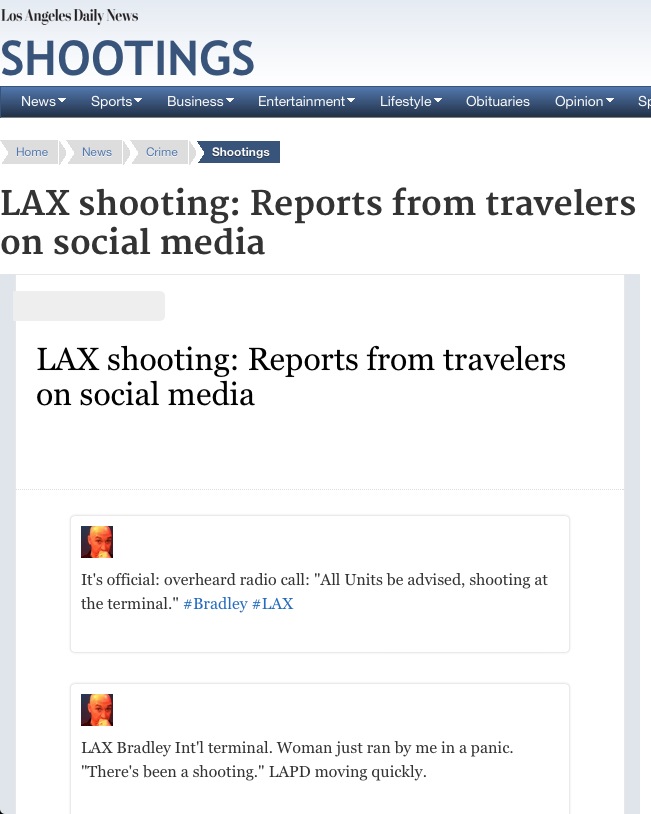 Los Angeles Daily News
SHOOTINGS
News Sports Business Entertainment Lifestyle Obituaries Opinion Sp
Home News Crime Shootings
LAX shooting: Reports from travelers
on social media
LAX shooting: Reports from travelers
on social media
It's official: overheard radio call: "All Units be advised, shooting at
the terminal." #Bradley #LAX
LAX Bradley Int'l terminal. Woman just ran by me in a panic.
"There's been a shooting." LAPD moving quickly.